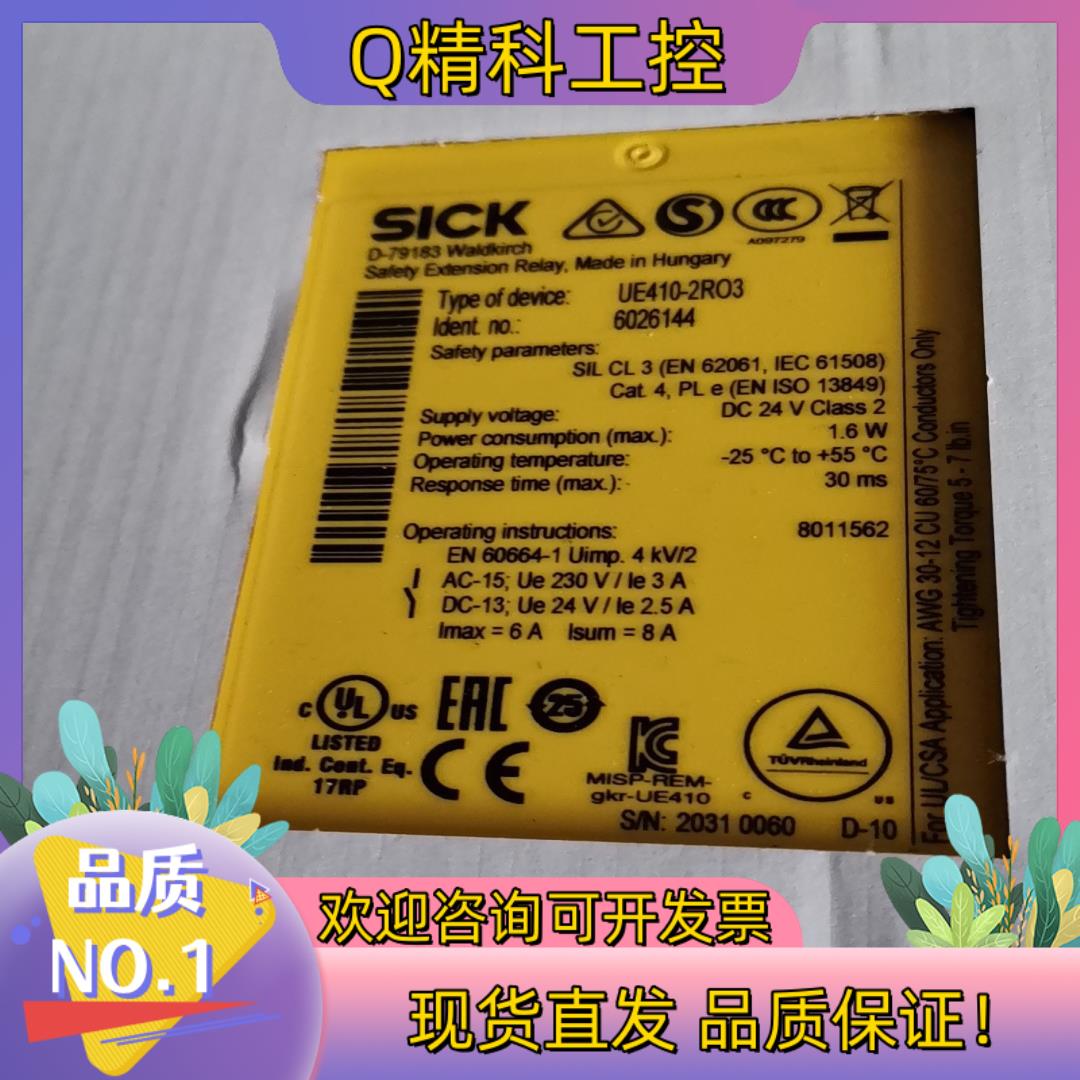 Q精科工控
SICK
A097279
D-79183 Waldkirch
Safety Extension Relay, Made in Hungary
Type of device: UE410-2RO3
Ident. no.: 6026144
Safety parameters:
SIL CL 3 (EN 62061, IEC 61508)
Cat. 4, PL e (EN ISO 13849)
Supply voltage: DC 24 V Class 2
Power consumption (max.): 1.6 W
Operating temperature: -25 °C to +55 °C
Response time (max.): 30 ms
Operating instructions: 8011562
EN 60664-1 Uimp. 4 kV/2
AC-15; Ue 230 V / Ie 3 A
DC-13; Ue 24 V / Ie 2.5 A
Imax = 6 A Isum = 8 A
For UL/CSA Application: AWG 30-12 CU 60/75°C Conductors Only
Tightening Torque 5 - 7 lb.in
C UL US
LISTED
Ind. Cont. Eq.
17RP
EAC
25
CE
MSIP-REM-
gkr-UE410
TÜVRheinland
C US
S/N: 2031 0060 D-10
品质
NO.1
欢迎咨询可开发票
现货直发 品质保证!